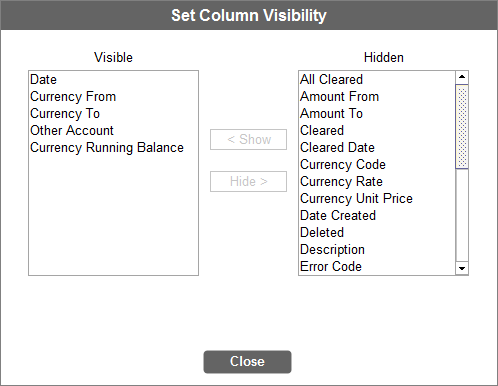 Set Column Visibility
Visible
Hidden
Date
Currency From
Currency To
Other Account
Currency Running Balance
< Show
Hide >
All Cleared
Amount From
Amount To
Cleared
Cleared Date
Currency Code
Currency Rate
Currency Unit Price
Date Created
Deleted
Description
Error Code
Close